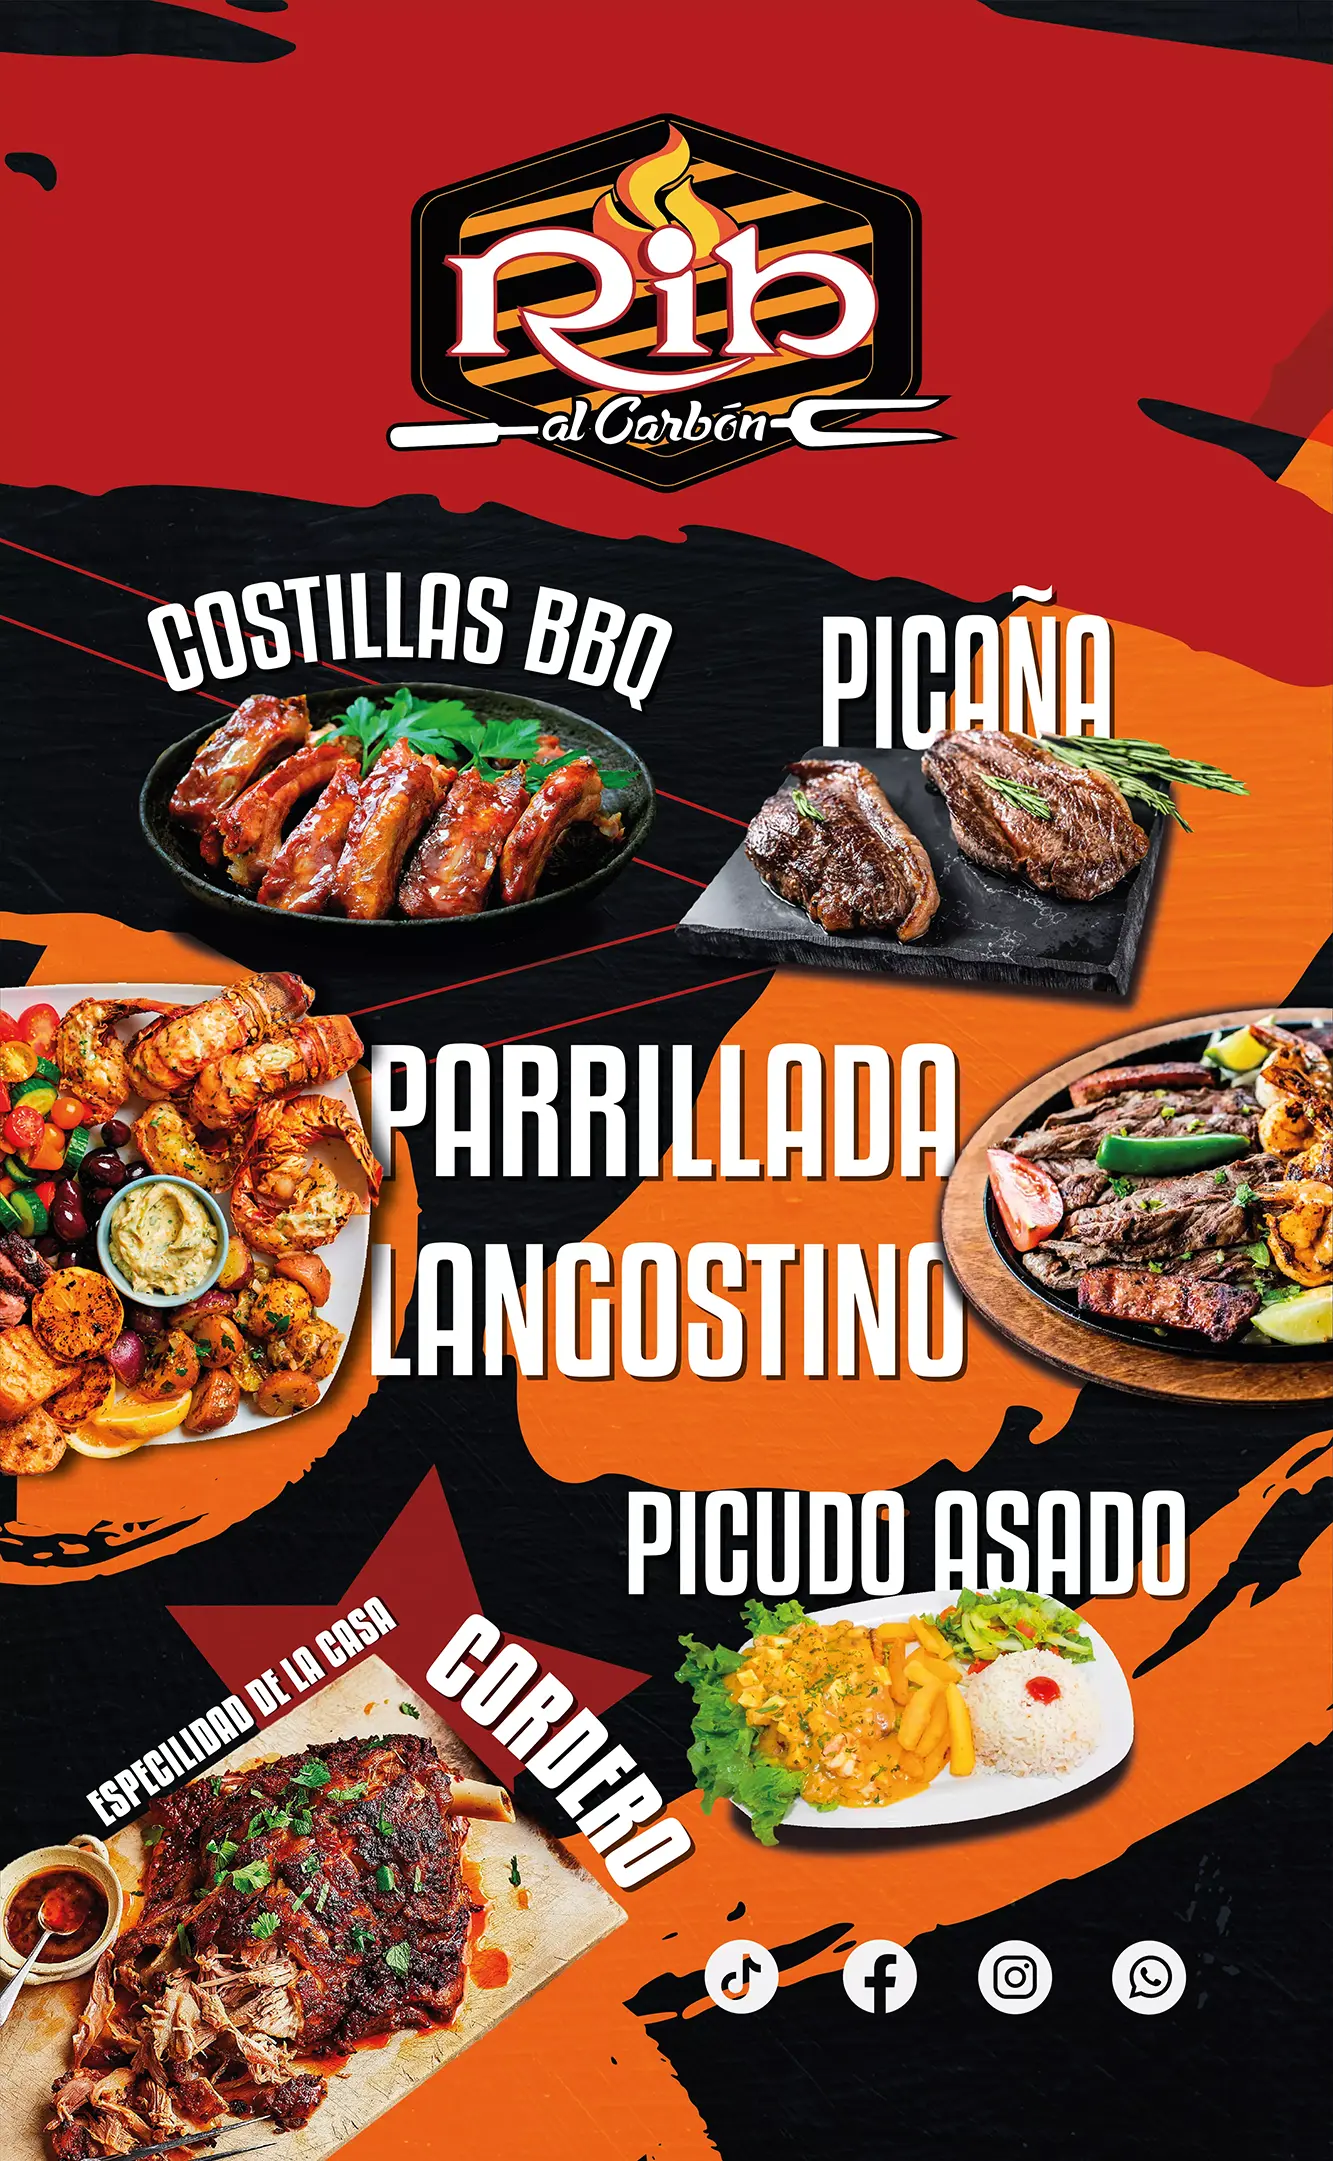 Rib
al Carbón
COSTILLAS BBQ
PICAÑA
PARRILLADA
LANGOSTINO
PICUDO ASADO
ESPECILIDAD DE LA CASA
CORDERO